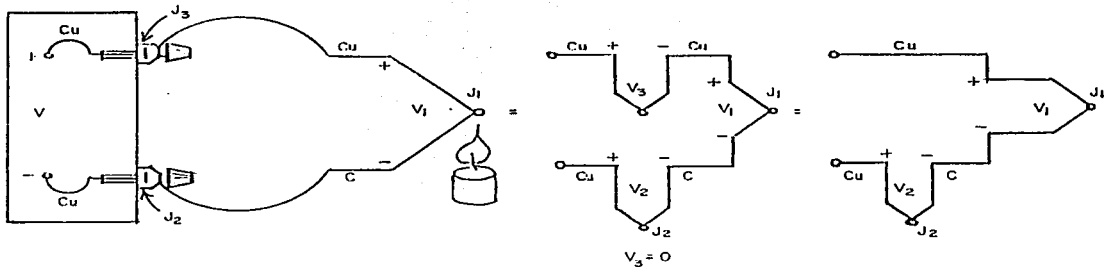 J3
Cu
+
V
−
Cu
J2
Cu
+
V1
J1
−
C
=
Cu
+
−
Cu
V3
+
V1
J1
−
+
−
Cu
V2
C
J2
V3 = 0
=
Cu
+
V1
J1
−
+
−
Cu
V2
C
J2